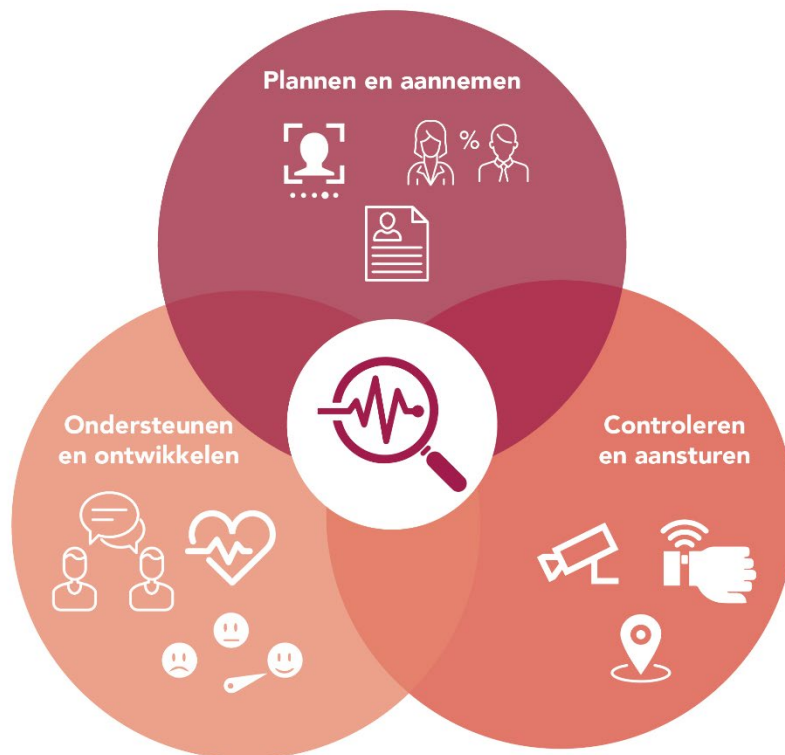 Plannen en aannemen
%
Ondersteunen
en ontwikkelen
Controleren
en aansturen